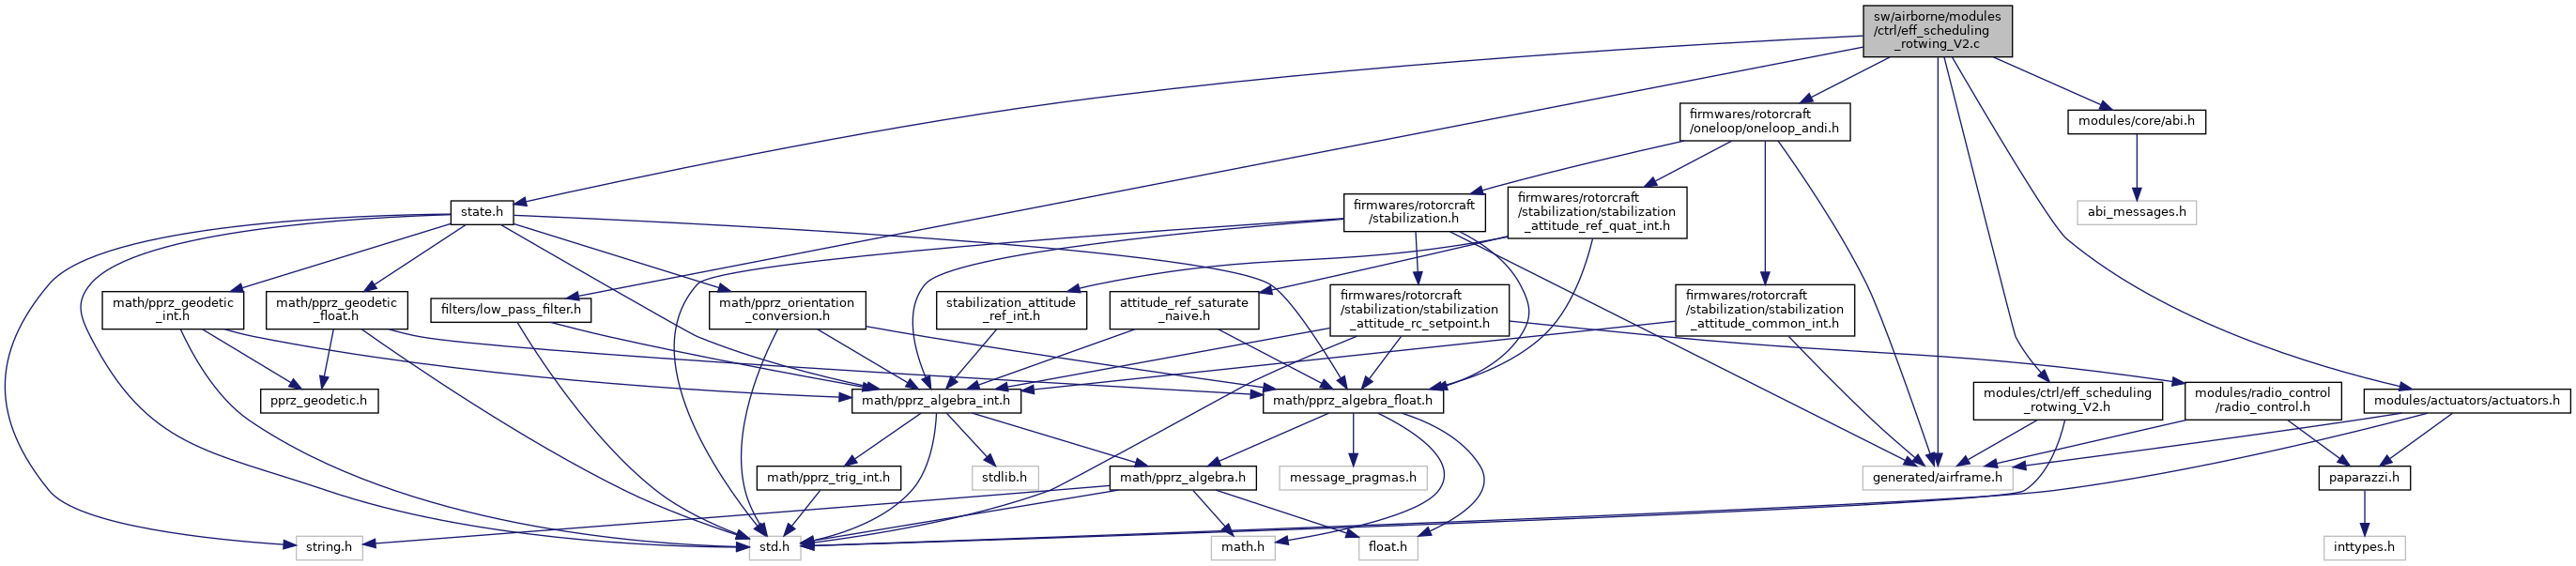 sw/airborne/modules
/ctrl/eff_scheduling
_rotwing_V2.c
firmwares/rotorcraft
/oneloop/oneloop_andi.h
modules/core/abi.h
state.h
firmwares/rotorcraft
/stabilization.h
firmwares/rotorcraft
/stabilization/stabilization
_attitude_ref_quat_int.h
abi_messages.h
math/pprz_geodetic
_int.h
math/pprz_geodetic
_float.h
filters/low_pass_filter.h
math/pprz_orientation
_conversion.h
stabilization_attitude
_ref_int.h
attitude_ref_saturate
_naive.h
firmwares/rotorcraft
/stabilization/stabilization
_attitude_rc_setpoint.h
firmwares/rotorcraft
/stabilization/stabilization
_attitude_common_int.h
pprz_geodetic.h
math/pprz_algebra_int.h
math/pprz_algebra_float.h
modules/ctrl/eff_scheduling
_rotwing_V2.h
modules/radio_control
/radio_control.h
modules/actuators/actuators.h
math/pprz_trig_int.h
stdlib.h
math/pprz_algebra.h
message_pragmas.h
generated/airframe.h
paparazzi.h
string.h
std.h
math.h
float.h
inttypes.h